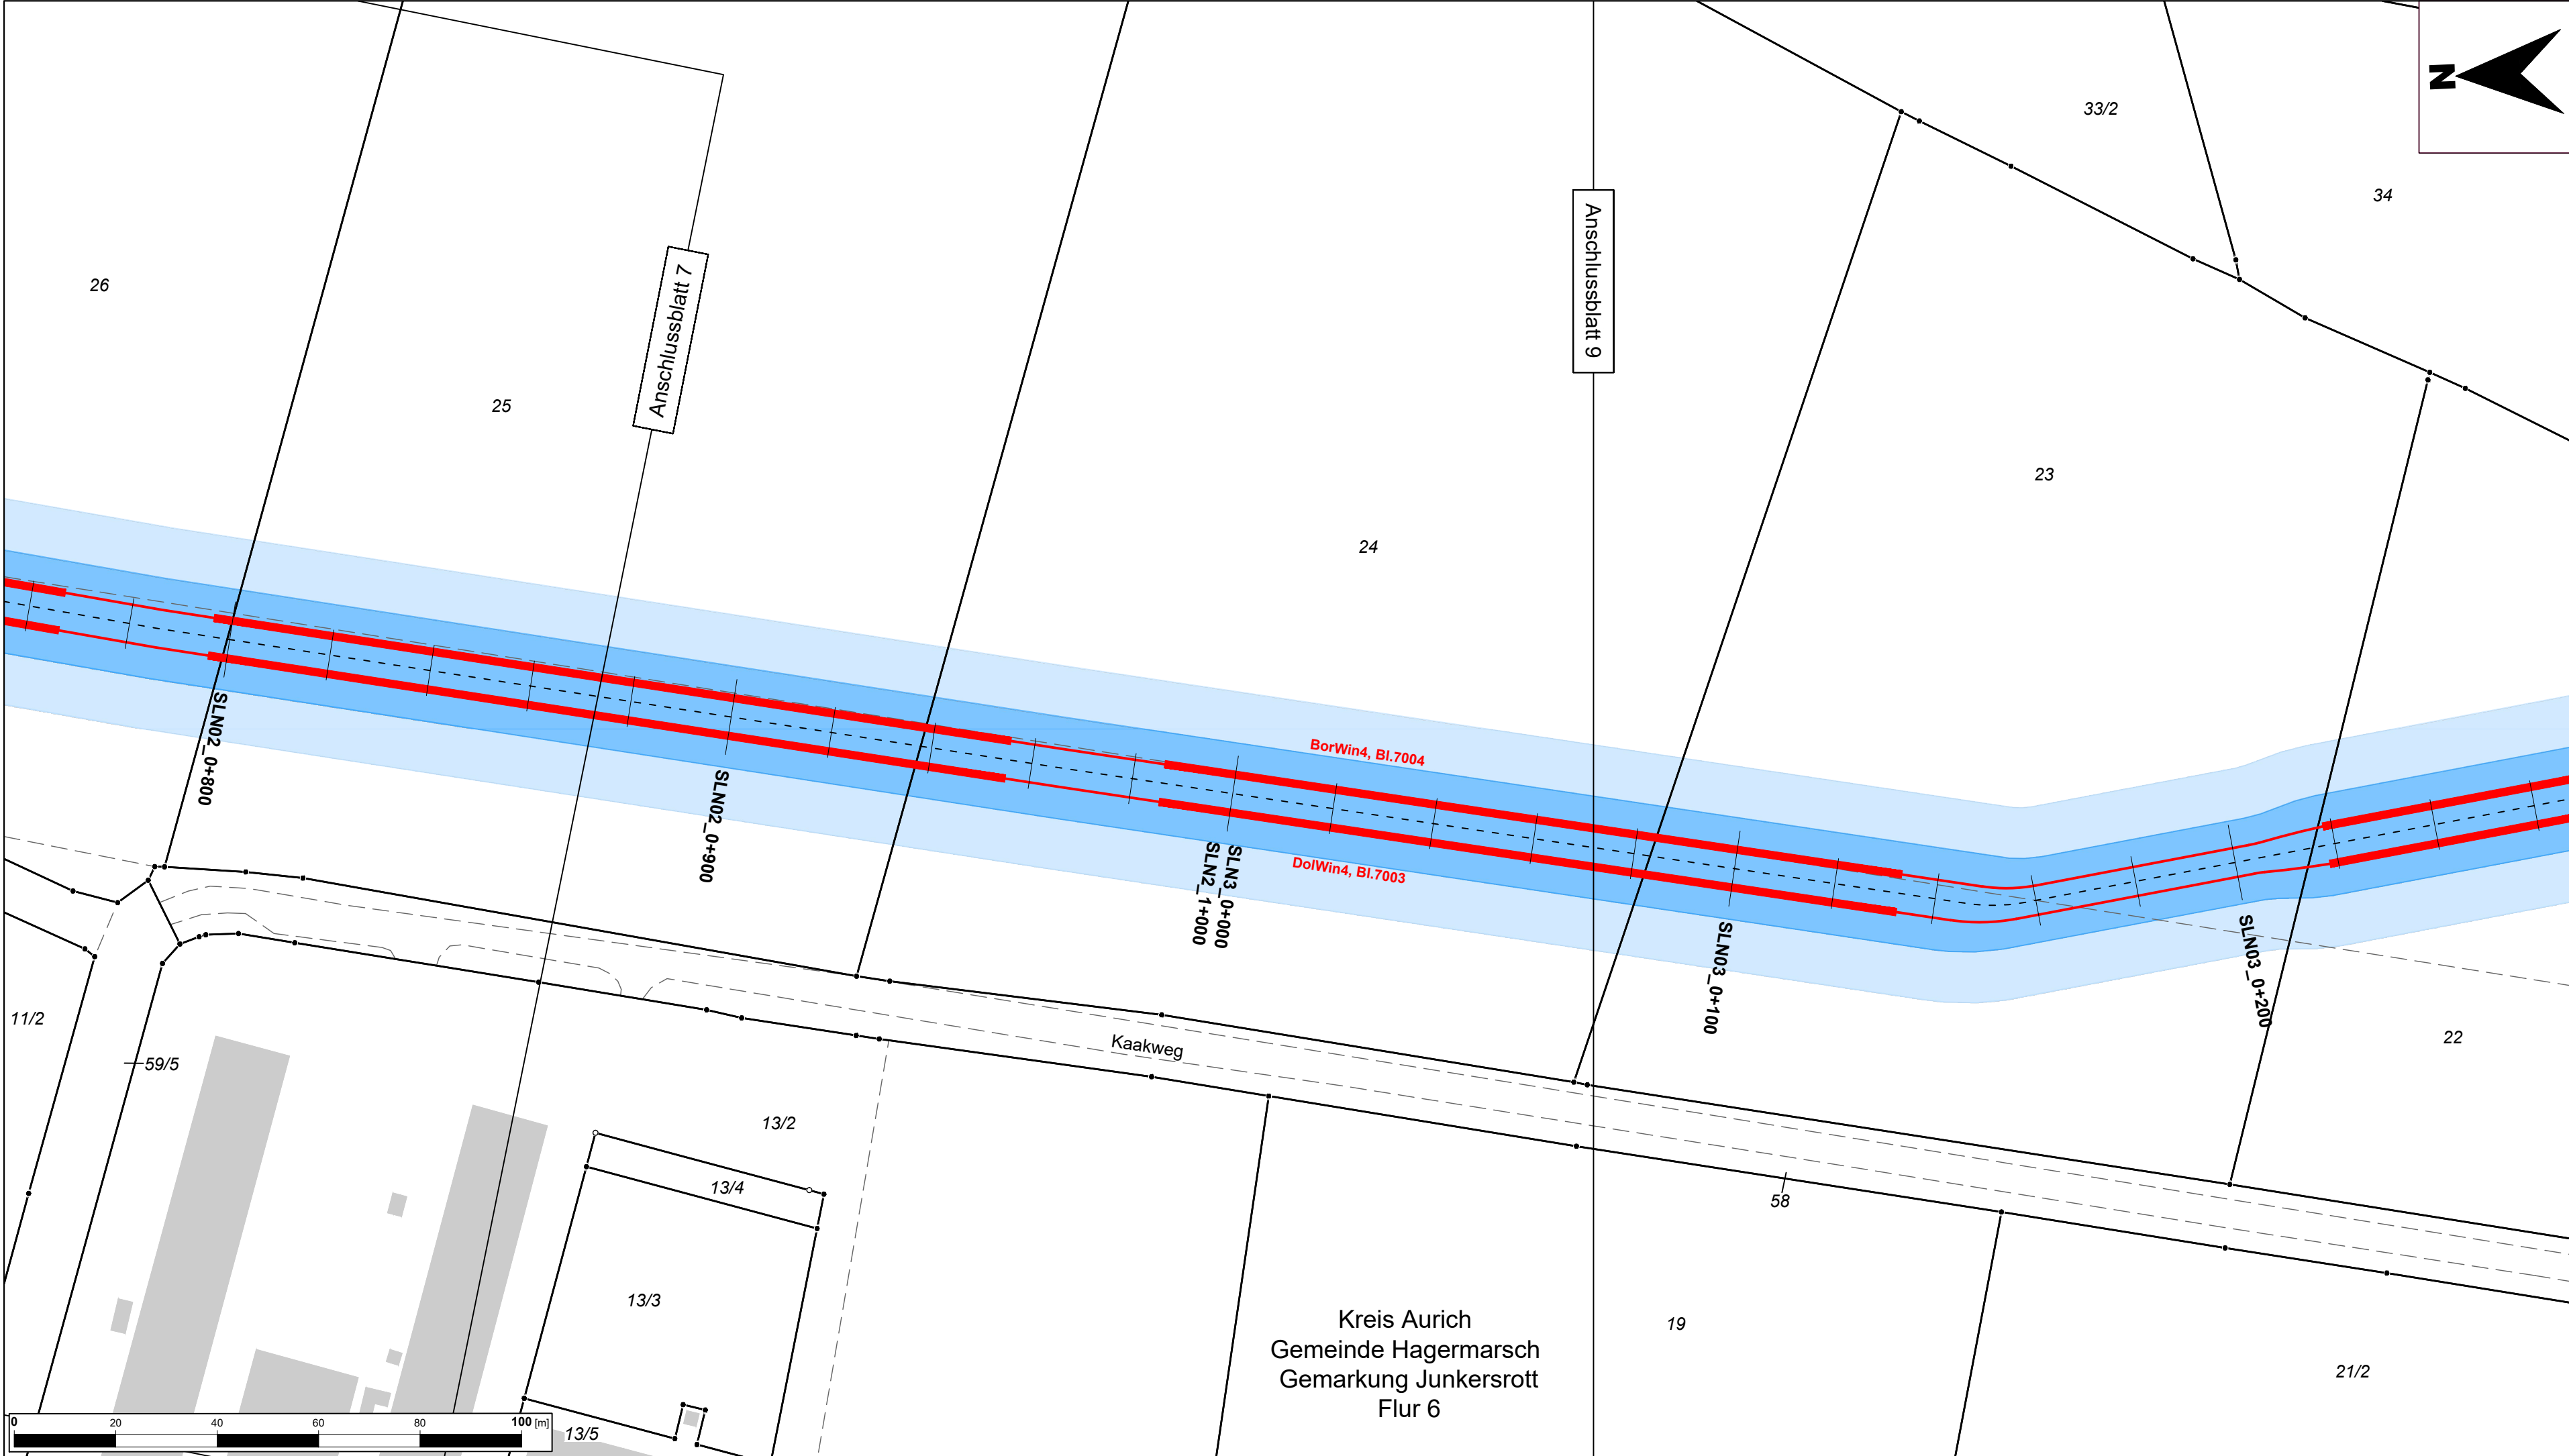 N
33/2
34
26
Anschlussblatt 7
Anschlussblatt 9
25
23
24
BorWin4, Bl.7004
DolWin4, Bl.7003
SLN02_0+800
SLN02_0+900
SLN2_1+000
SLN3_0+000
SLN03_0+100
SLN03_0+200
11/2
59/5
Kaakweg
22
13/2
13/4
58
13/3
Kreis Aurich
Gemeinde Hagermarsch
Gemarkung Junkersrott
Flur 6
19
21/2
0 20 40 60 80 100 [m]
13/5